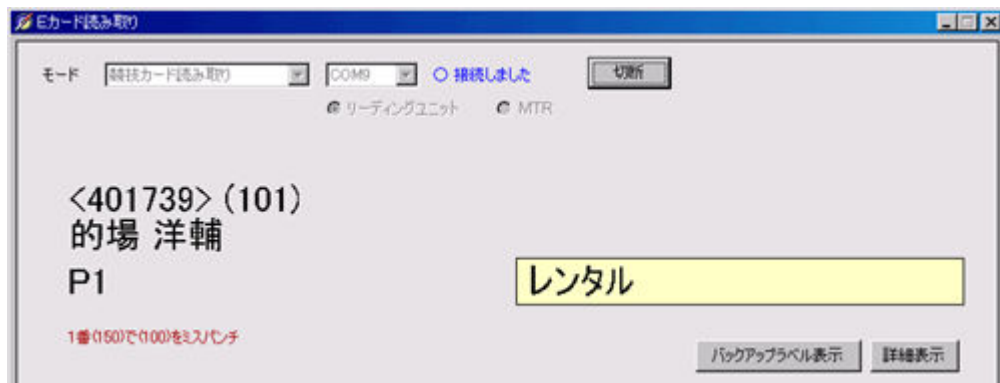 Eカード読み取り
モード 競技カード読み取り COM9 ○ 接続しました 切断
リーディングユニット MTR
<401739> (101)
的場 洋輔
P1
レンタル
1番(150)で(100)をミスパンチ
バックアップラベル表示 詳細表示